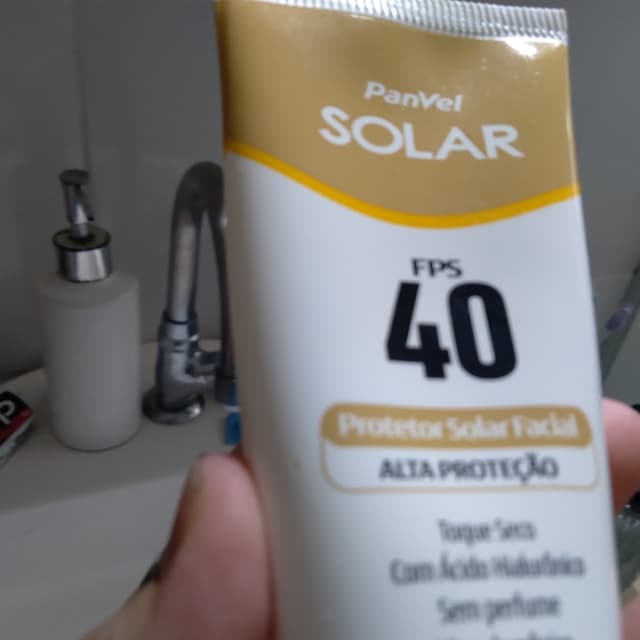 PanVel
SOLAR
FPS
40
Protetor Solar Facial
ALTA PROTEÇÃO
Toque Seco
Com Ácido Hialurônico
Sem perfume